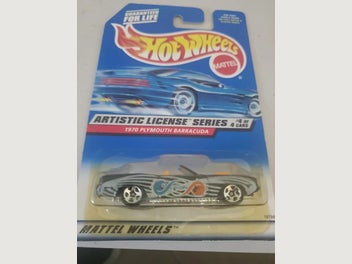 GUARANTEED
FOR LIFE
Hot Wheels
MATTEL
ARTISTIC LICENSE SERIES
#4 OF
4 CARS
1970 PLYMOUTH BARRACUDA
MATTEL WHEELS